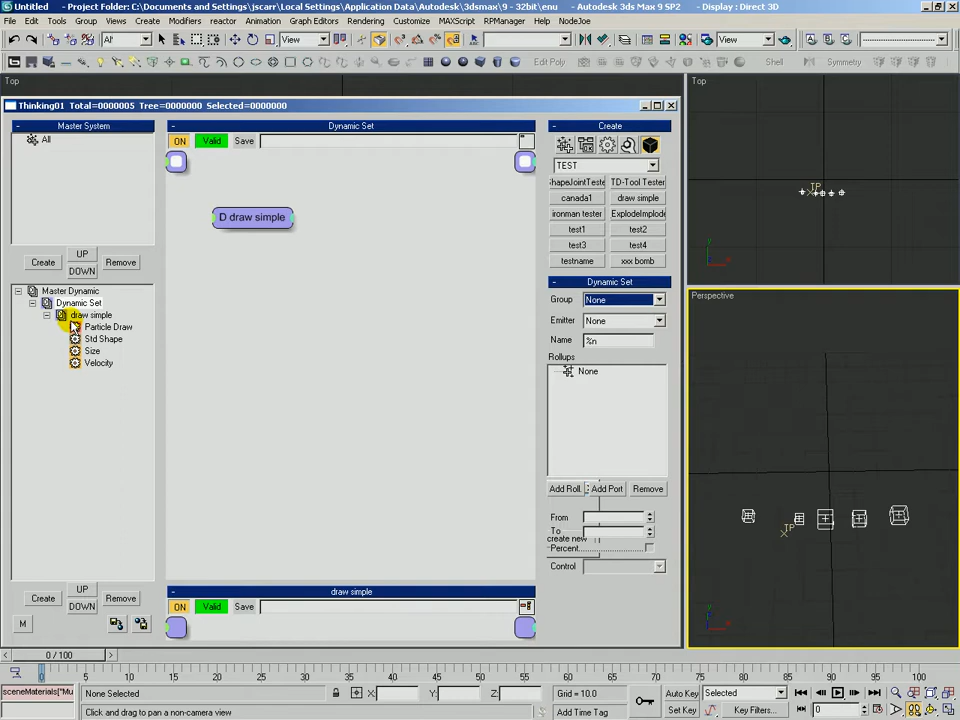 Untitled - Project Folder: C:\Documents and Settings\jscarr\Local Settings\Application Data\Autodesk\3dsmax\9 - 32bit\enu - Autodesk 3ds Max 9 SP2 - Display : Direct 3D
File Edit Tools Group Views Create Modifiers reactor Animation Graph Editors Rendering Customize MAXScript RPManager Help NodeJoe
All View View
Edit Poly Shell Symmetry
Top Top
Thinking01 Total=0000005 Tree=0000000 Selected=0000000
Master System Dynamic Set Create
All ON Valid Save
TEST
ShapeJointTeste TD-Tool Tester
D draw simple canada1 draw simple
ironman tester ExplodeImplode
test1 test2
test3 test4
Create UP Remove testname xxx bomb
DOWN
Master Dynamic Dynamic Set
Dynamic Set Group None
draw simple Emitter None
Particle Draw Name %n
Std Shape Rollups
Size None
Velocity
Perspective
TP
Add Roll. Add Port Remove
From
To
create new
Percent
Control
UP draw simple
Create DOWN Remove ON Valid Save
M
0 / 100
0 5 10 15 20 25 30 35 40 45 50 55 60 65 70 75 80 85 90 95 100
sceneMaterials["Mu None Selected X: Y: Z: Grid = 10.0 Auto Key Selected
Click and drag to pan a non-camera view Add Time Tag Set Key Key Filters... 0